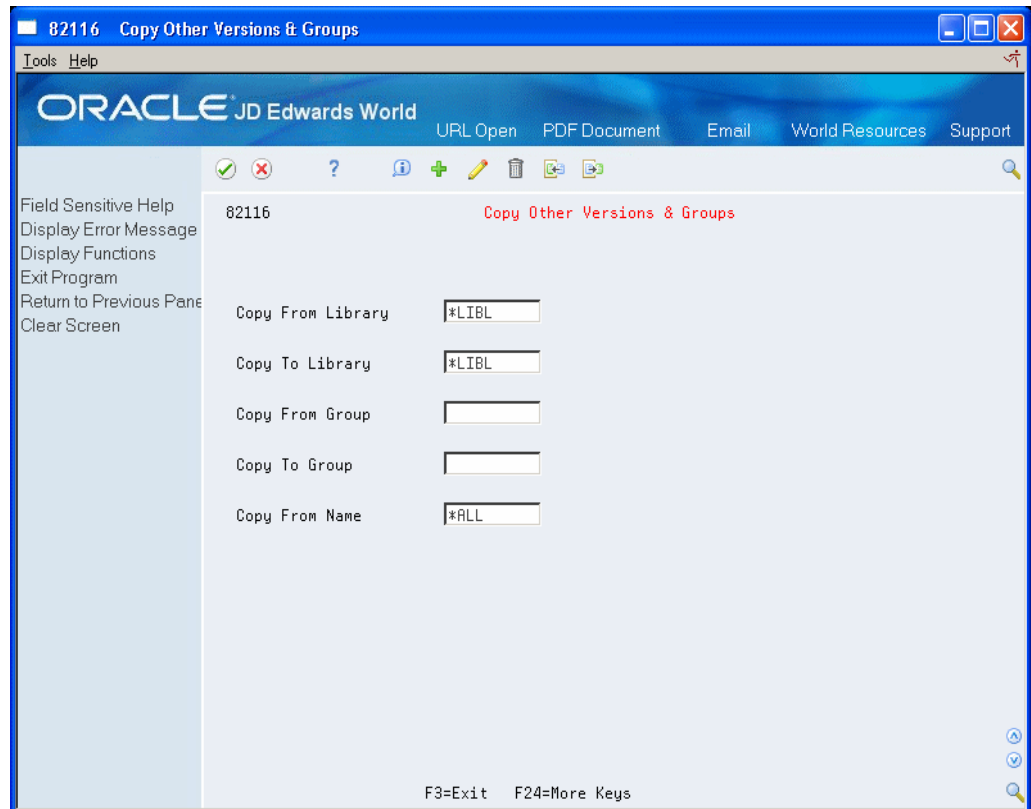 82116 Copy Other Versions & Groups
Tools Help
ORACLE JD Edwards World
URL Open PDF Document Email World Resources Support
Field Sensitive Help
Display Error Message
Display Functions
Exit Program
Return to Previous Pane
Clear Screen
82116 Copy Other Versions & Groups
Copy From Library *LIBL
Copy To Library *LIBL
Copy From Group
Copy To Group
Copy From Name *ALL
F3=Exit F24=More Keys